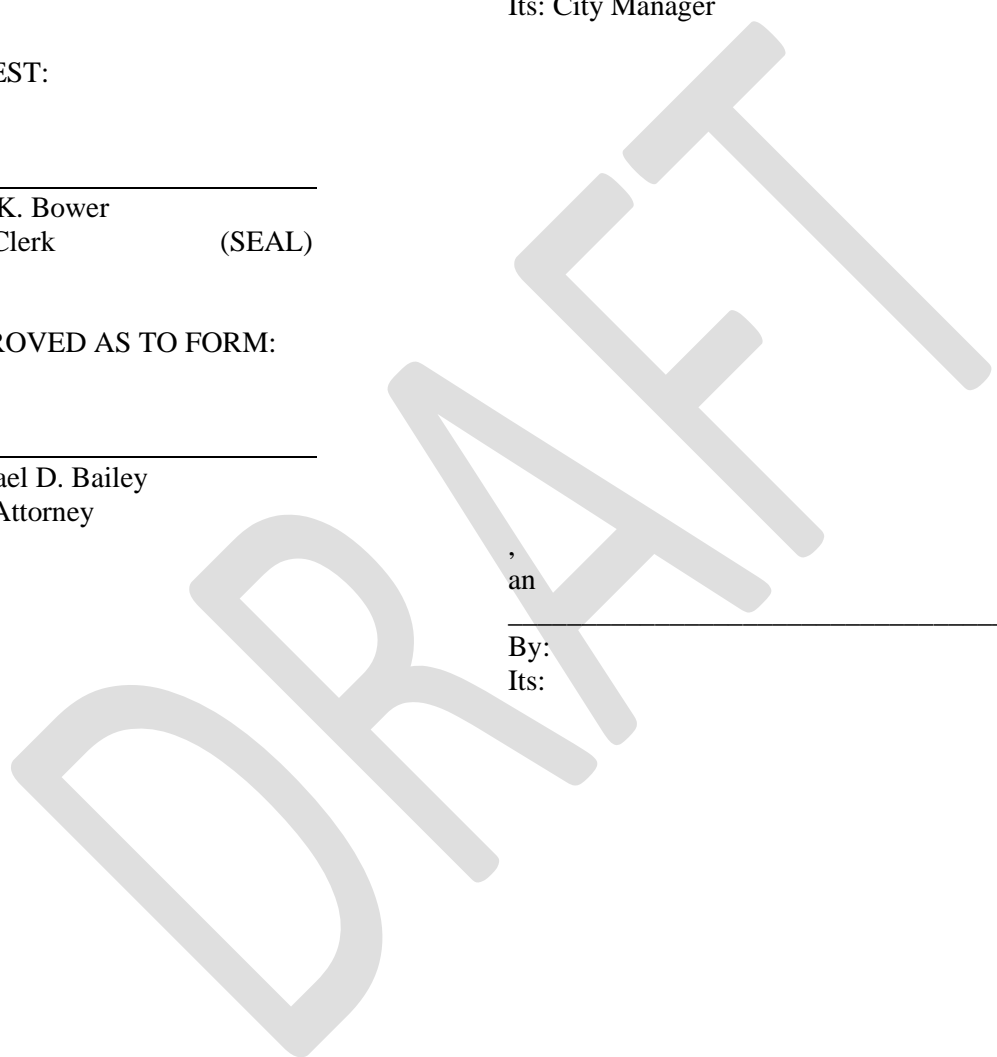 Its: City Manager
EST:
K. Bower
Clerk (SEAL)
ROVED AS TO FORM:
ael D. Bailey
Attorney
,
an
By:
Its:
DRAFT